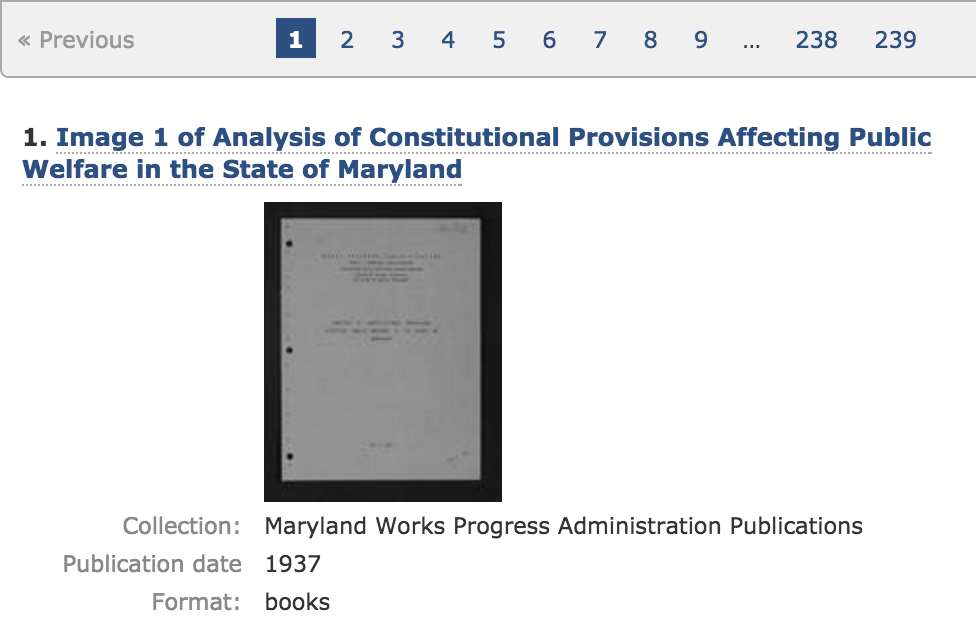 « Previous 1 2 3 4 5 6 7 8 9 ... 238 239
1. Image 1 of Analysis of Constitutional Provisions Affecting Public
Welfare in the State of Maryland
Collection: Maryland Works Progress Administration Publications
Publication date 1937
Format: books